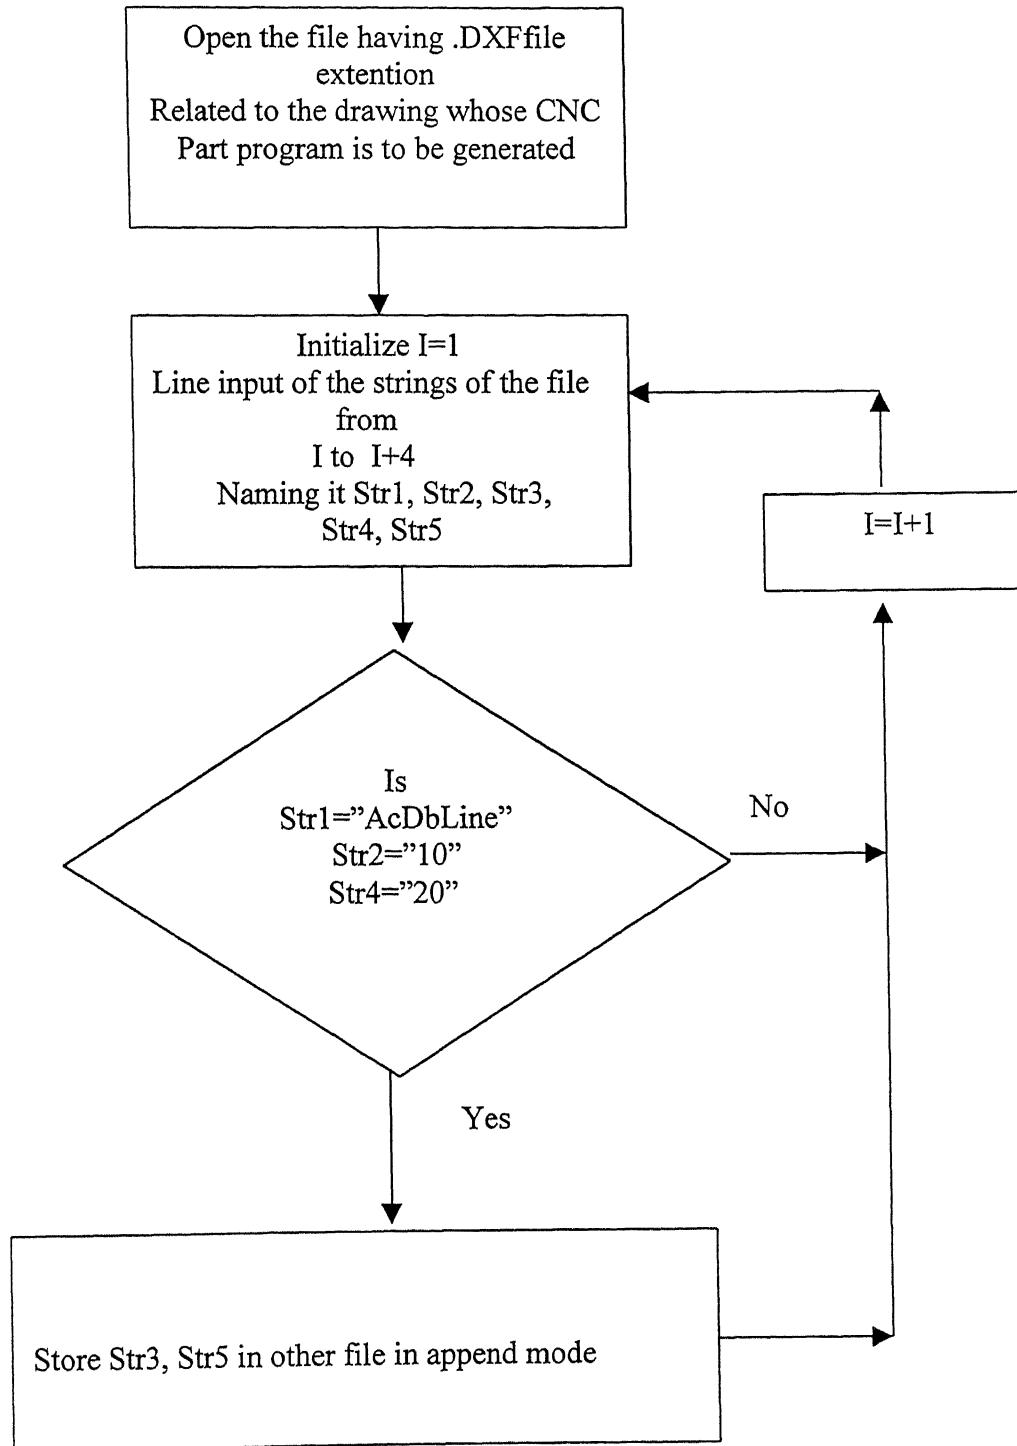 Open the file having .DXFfile
extention
Related to the drawing whose CNC
Part program is to be generated
Initialize I=1
Line input of the strings of the file
from
I to I+4
Naming it Str1, Str2, Str3,
Str4, Str5
I=I+1
Is
Str1=”AcDbLine”
Str2=”10”
Str4=”20”
No
Yes
Store Str3, Str5 in other file in append mode